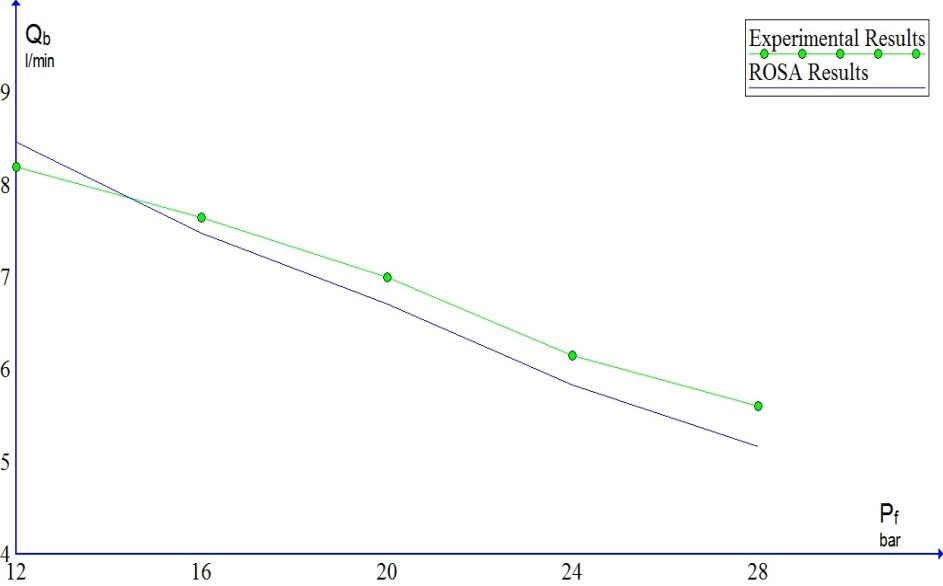 Qb
l/min
Experimental Results
ROSA Results
9
8
7
6
5
4
Pf
bar
12 16 20 24 28